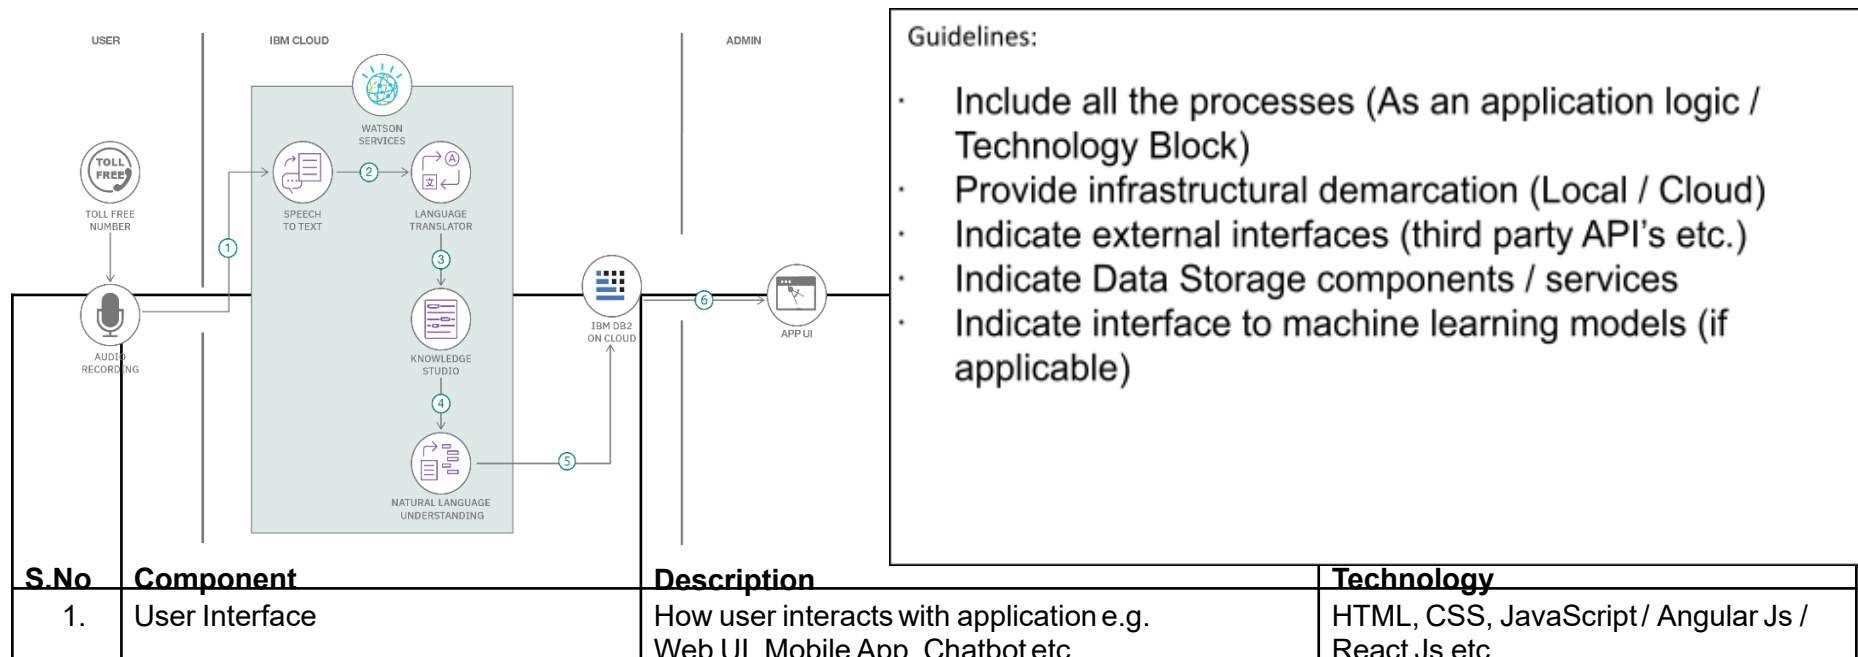 USER
IBM CLOUD
ADMIN
WATSON
SERVICES
TOLL
FREE
TOLL FREE
NUMBER
SPEECH
TO TEXT
2
A
文
LANGUAGE
TRANSLATOR
1
3
AUDIO
RECORDING
KNOWLEDGE
STUDIO
4
NATURAL LANGUAGE
UNDERSTANDING
5
IBM DB2
ON CLOUD
6
APP UI
Guidelines:
· Include all the processes (As an application logic /
Technology Block)
· Provide infrastructural demarcation (Local / Cloud)
· Indicate external interfaces (third party API's etc.)
· Indicate Data Storage components / services
· Indicate interface to machine learning models (if
applicable)
S.No Component Description Technology
1. User Interface How user interacts with application e.g. HTML, CSS, JavaScript / Angular Js /
Web UI, Mobile App, Chatbot etc. React Js etc.